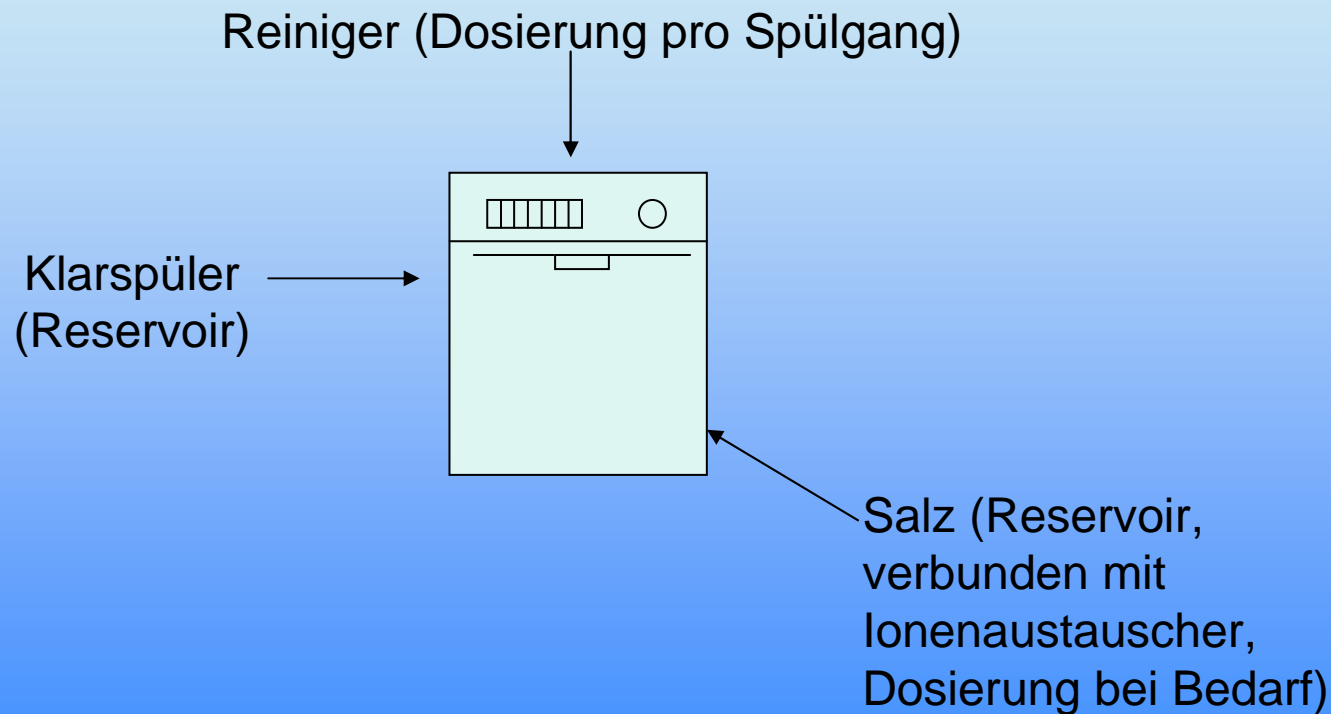 Reiniger (Dosierung pro Spülgang)
Klarspüler
(Reservoir)
Salz (Reservoir,
verbunden mit
Ionenaustauscher,
Dosierung bei Bedarf)